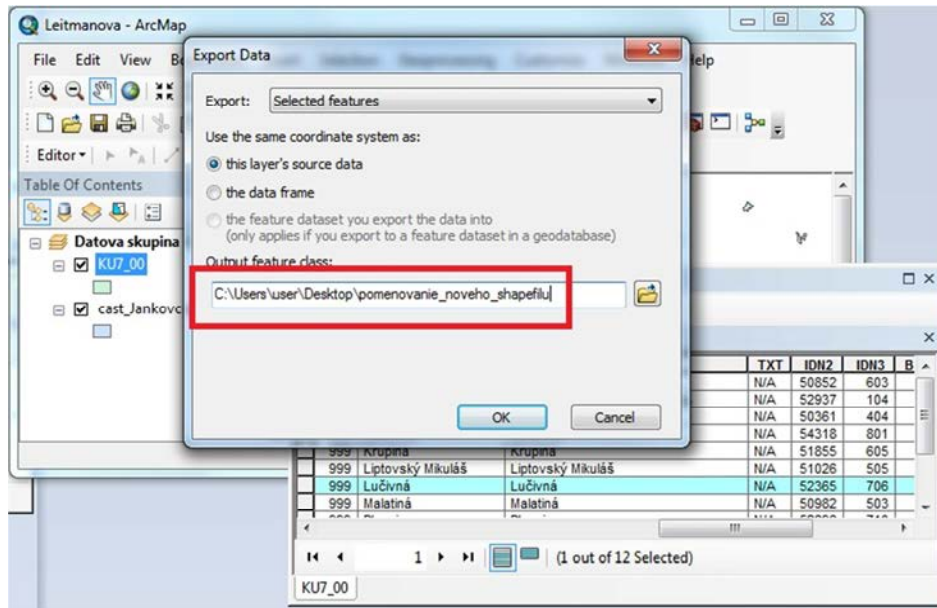 Leitmanova - ArcMap
File Edit View
Help
Editor
Table Of Contents
Datova skupina
KU7_00
cast_Jankovc
Export Data
Export: Selected features
Use the same coordinate system as:
this layer's source data
the data frame
the feature dataset you export the data into
(only applies if you export to a feature dataset in a geodatabase)
Output feature class:
C:\Users\user\Desktop\pomenovanie_noveho_shapefilu
OK Cancel
TXT IDN2 IDN3 B
N/A 50852 603
N/A 52937 104
N/A 50361 404
N/A 54318 801
999 Krupina Krupina N/A 51855 605
999 Liptovský Mikuláš Liptovský Mikuláš N/A 51026 505
999 Lučivná Lučivná N/A 52365 706
999 Malatiná Malatiná N/A 50982 503
1 (1 out of 12 Selected)
KU7_00